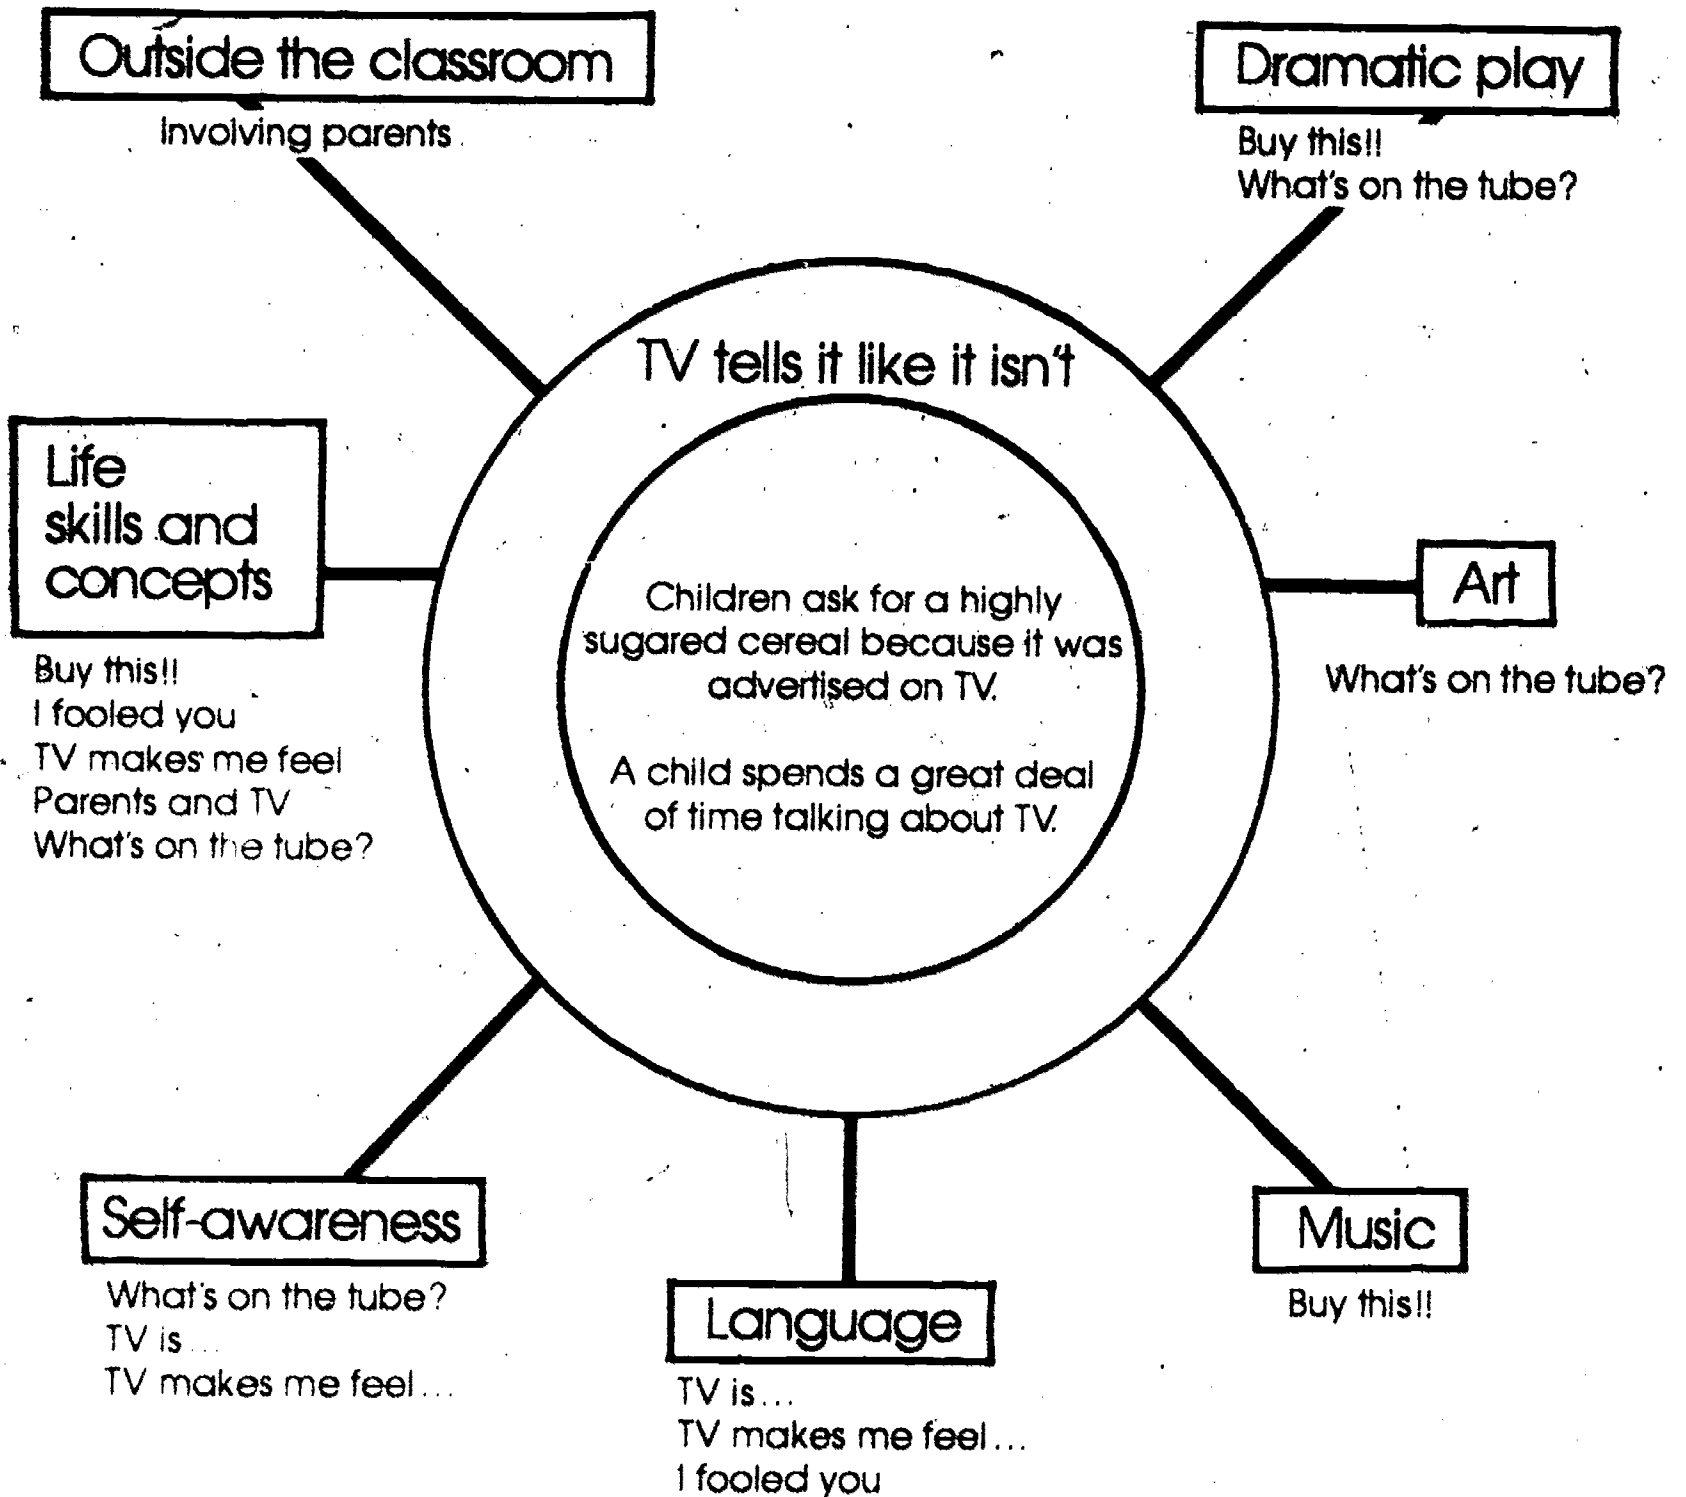 Outside the classroom
Involving parents
Dramatic play
Buy this!!
What's on the tube?
TV tells it like it isn't
Life
skills and
concepts
Buy this!!
I fooled you
TV makes me feel
Parents and TV
What's on the tube?
Children ask for a highly
sugared cereal because it was
advertised on TV.
A child spends a great deal
of time talking about TV.
Art
What's on the tube?
Self-awareness
What's on the tube?
TV is...
TV makes me feel...
Language
TV is...
TV makes me feel...
I fooled you
Music
Buy this!!